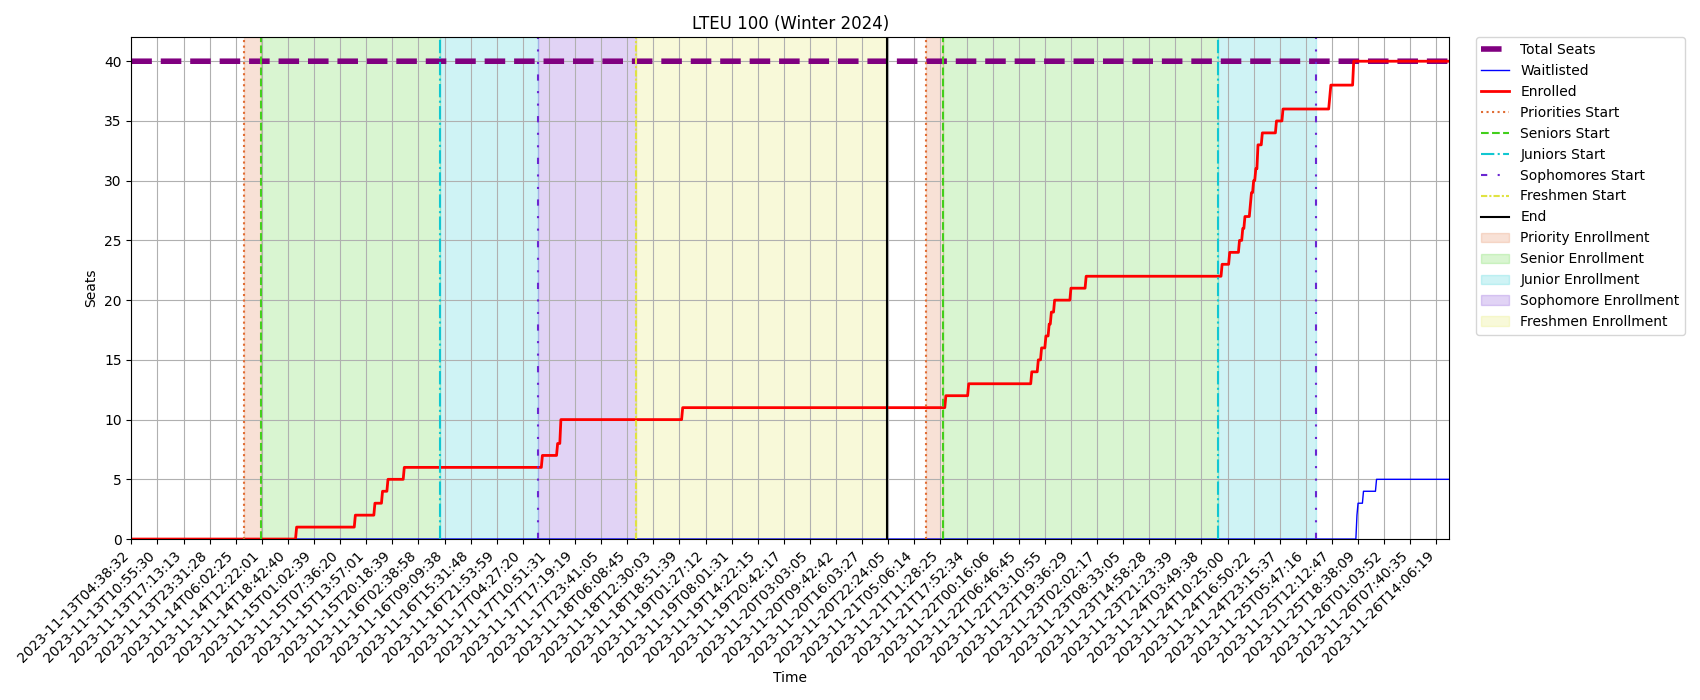 LTEU 100 (Winter 2024)
Seats
40
35
30
25
20
15
10
5
0
2023-11-13T04:38:32
2023-11-13T10:55:30
2023-11-13T17:13:13
2023-11-13T23:31:28
2023-11-14T06:02:25
2023-11-14T12:22:01
2023-11-14T18:42:40
2023-11-15T01:02:39
2023-11-15T07:36:20
2023-11-15T13:57:01
2023-11-15T20:18:39
2023-11-16T02:38:58
2023-11-16T09:09:38
2023-11-16T15:31:48
2023-11-16T21:53:59
2023-11-17T04:27:20
2023-11-17T10:51:31
2023-11-17T17:19:19
2023-11-17T23:41:05
2023-11-18T06:08:45
2023-11-18T12:30:03
2023-11-18T18:51:39
2023-11-19T01:27:12
2023-11-19T08:01:31
2023-11-19T14:22:15
2023-11-19T20:42:17
2023-11-20T03:03:05
2023-11-20T09:42:42
2023-11-20T16:03:27
2023-11-20T22:24:05
2023-11-21T05:06:14
2023-11-21T11:28:25
2023-11-21T17:52:34
2023-11-22T00:16:06
2023-11-22T06:46:45
2023-11-22T13:10:55
2023-11-22T19:36:29
2023-11-23T02:02:17
2023-11-23T08:33:05
2023-11-23T14:58:28
2023-11-23T21:23:39
2023-11-24T03:49:38
2023-11-24T10:25:00
2023-11-24T16:50:22
2023-11-24T23:15:37
2023-11-25T05:47:16
2023-11-25T12:12:47
2023-11-25T18:38:09
2023-11-26T01:03:52
2023-11-26T07:40:35
2023-11-26T14:06:19
Time
Total Seats
Waitlisted
Enrolled
Priorities Start
Seniors Start
Juniors Start
Sophomores Start
Freshmen Start
End
Priority Enrollment
Senior Enrollment
Junior Enrollment
Sophomore Enrollment
Freshmen Enrollment